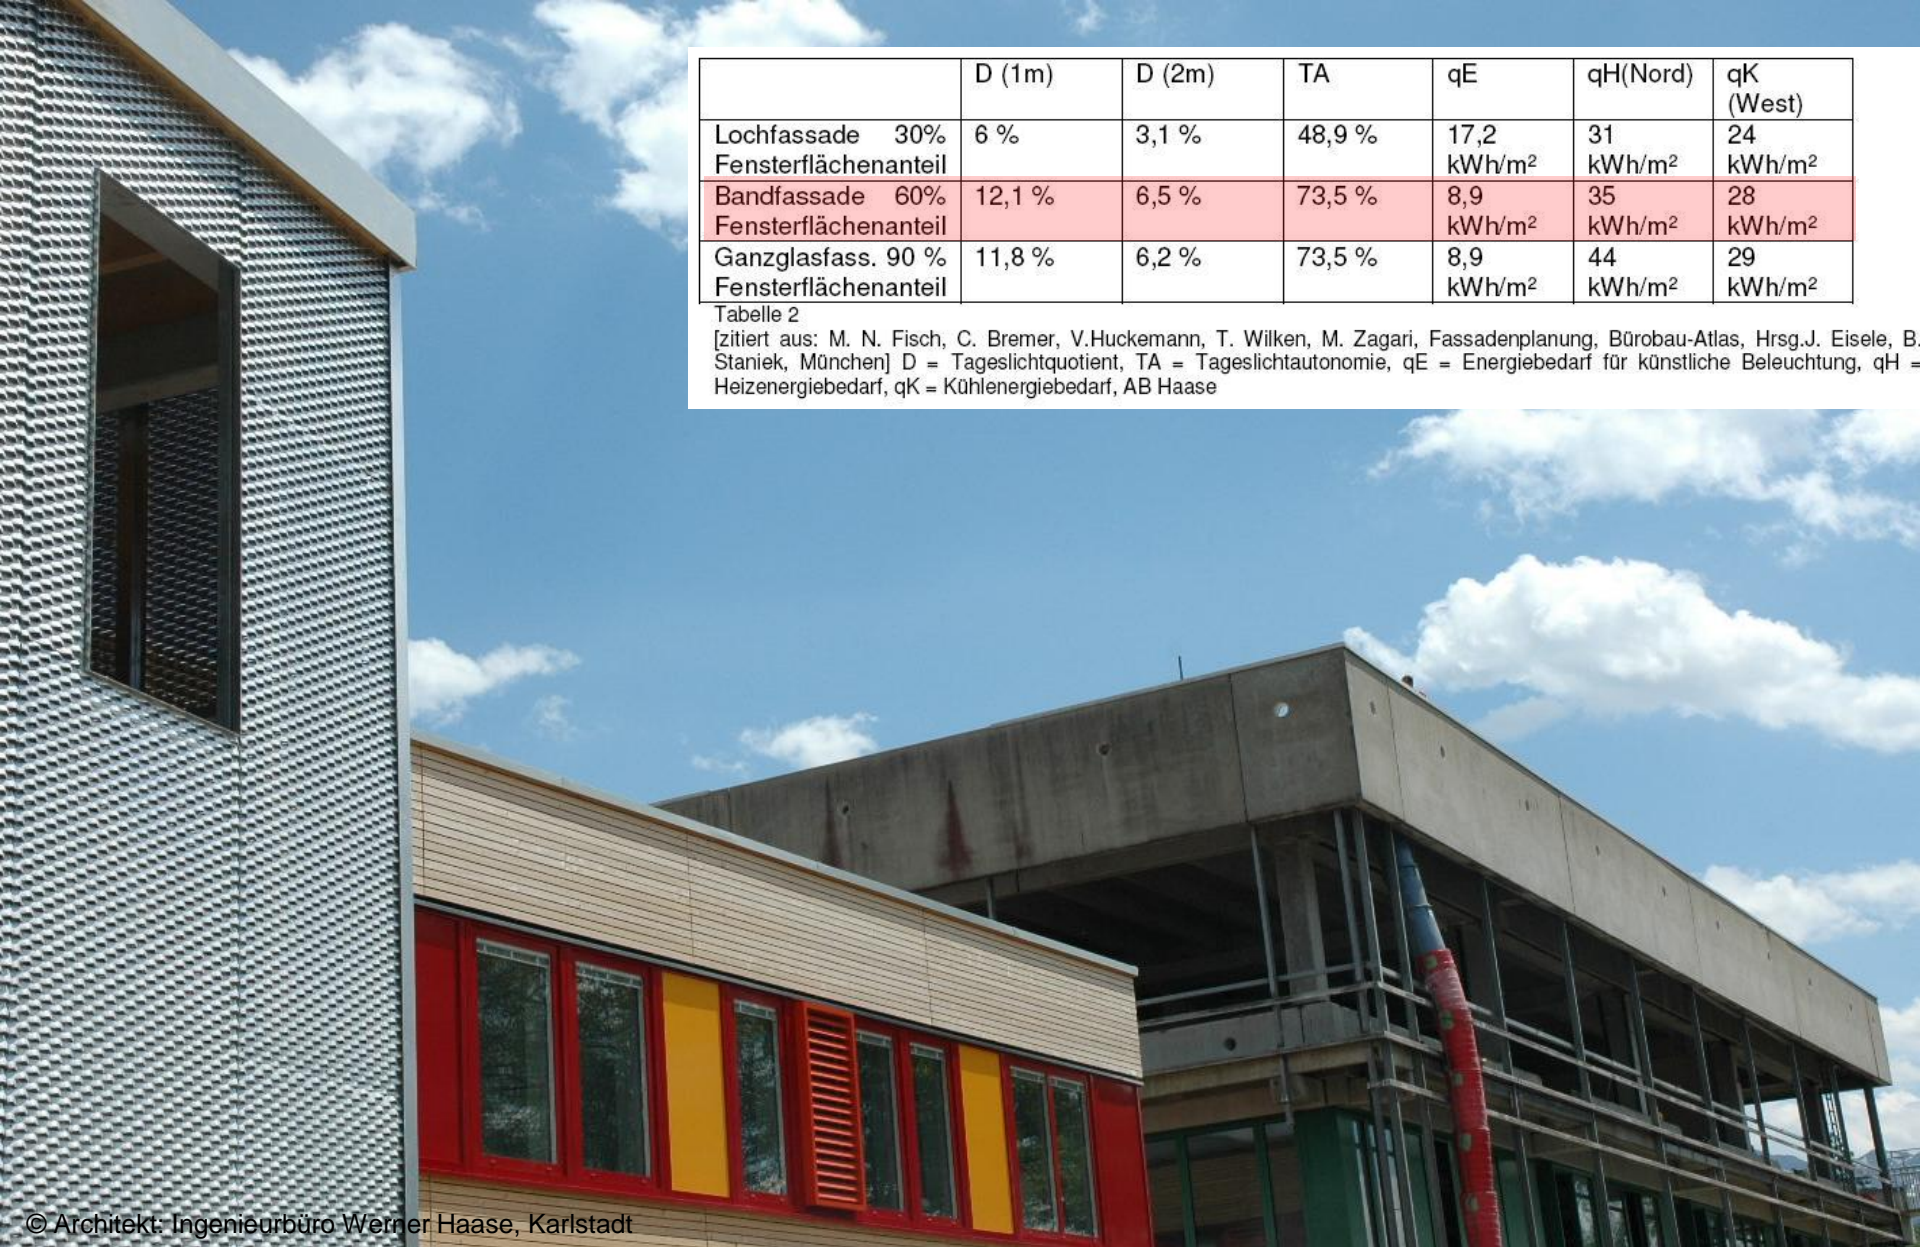 D (1m) D (2m) TA qE qH(Nord) qK
(West)
Lochfassade 30% 6 % 3,1 % 48,9 % 17,2 31 24
Fensterflächenanteil kWh/m² kWh/m² kWh/m²
Bandfassade 60% 12,1 % 6,5 % 73,5 % 8,9 35 28
Fensterflächenanteil kWh/m² kWh/m² kWh/m²
Ganzglasfass. 90 % 11,8 % 6,2 % 73,5 % 8,9 44 29
Fensterflächenanteil kWh/m² kWh/m² kWh/m²
Tabelle 2
[zitiert aus: M. N. Fisch, C. Bremer, V.Huckemann, T. Wilken, M. Zagari, Fassadenplanung, Bürobau-Atlas, Hrsg.J. Eisele, B.
Staniek, München] D = Tageslichtquotient, TA = Tageslichtautonomie, qE = Energiebedarf für künstliche Beleuchtung, qH =
Heizenergiebedarf, qK = Kühlenergiebedarf, AB Haase
© Architekt: Ingenieurbüro Werner Haase, Karlstadt